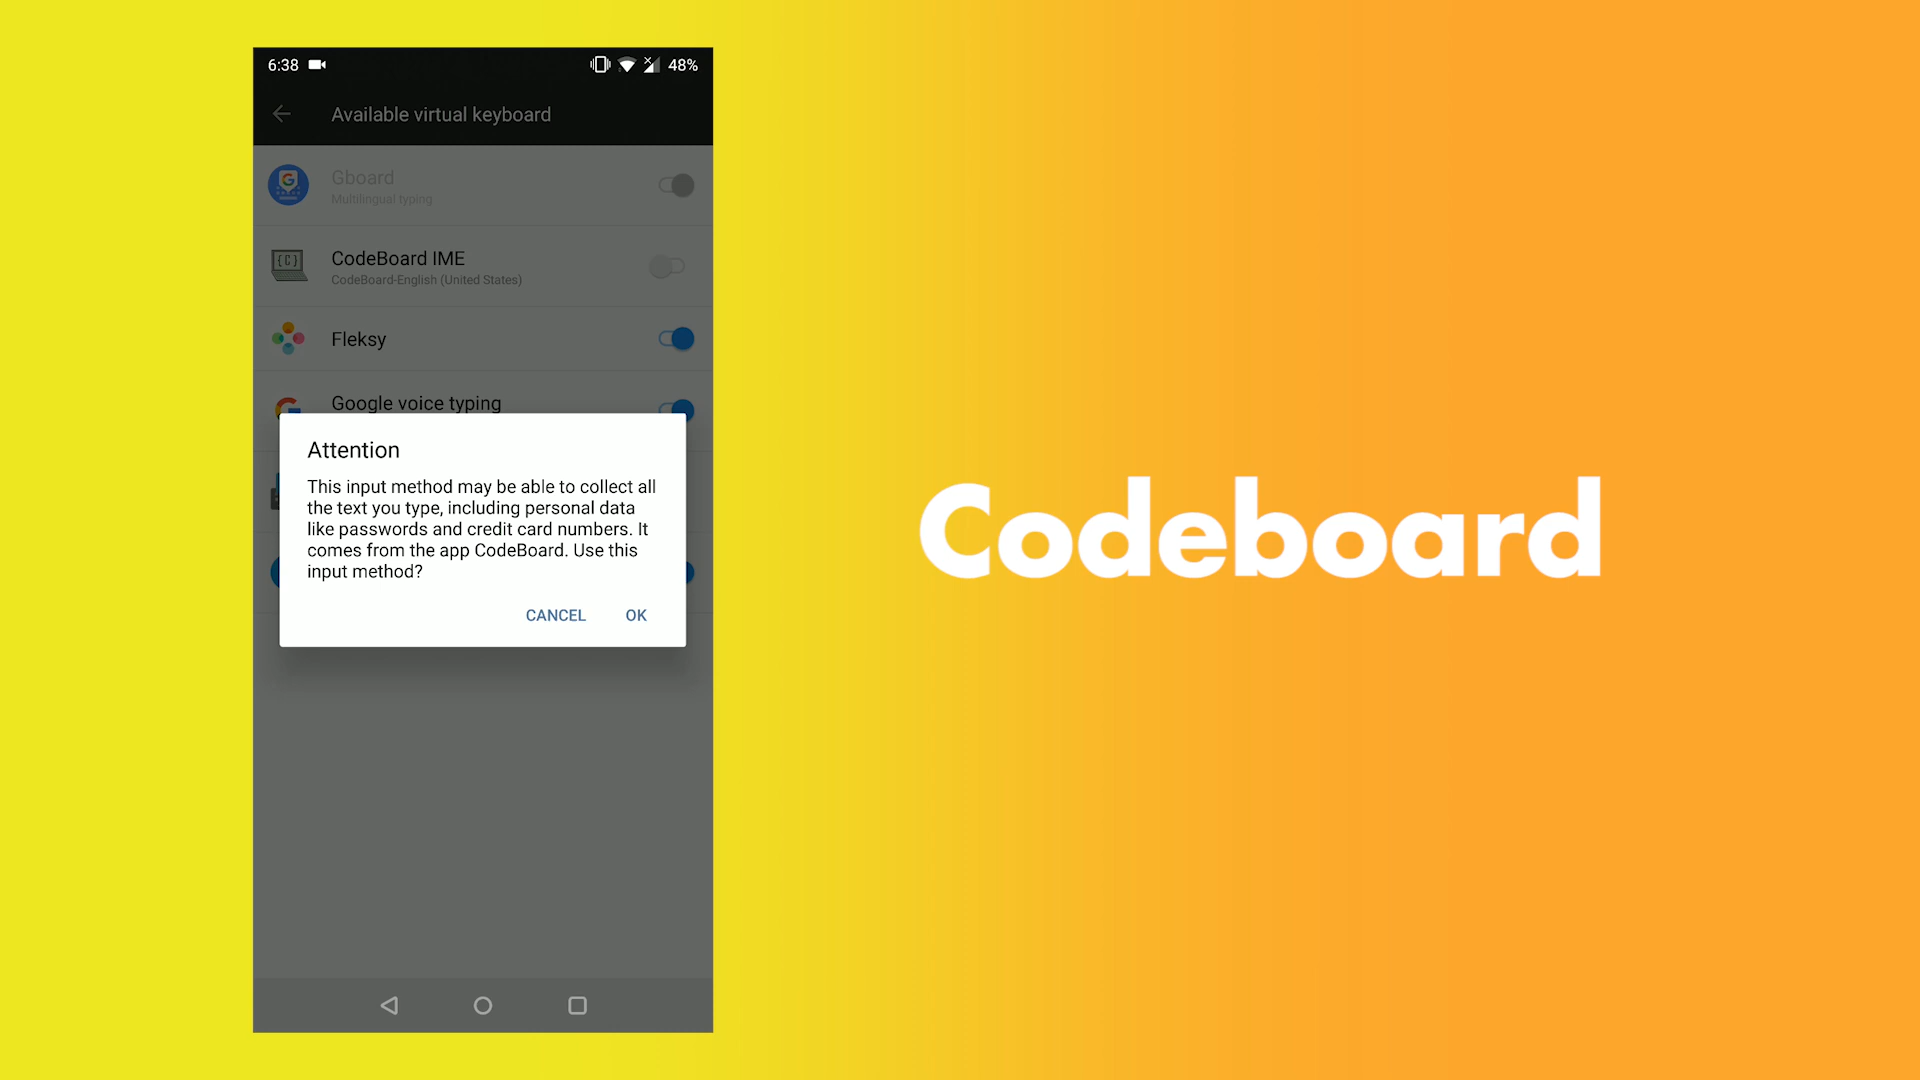 6:38
48%
Available virtual keyboard
Gboard
Multilingual typing
CodeBoard IME
CodeBoard-English (United States)
Fleksy
Google voice typing
Attention
This input method may be able to collect all
the text you type, including personal data
like passwords and credit card numbers. It
comes from the app CodeBoard. Use this
input method?
CANCEL OK
Codeboard